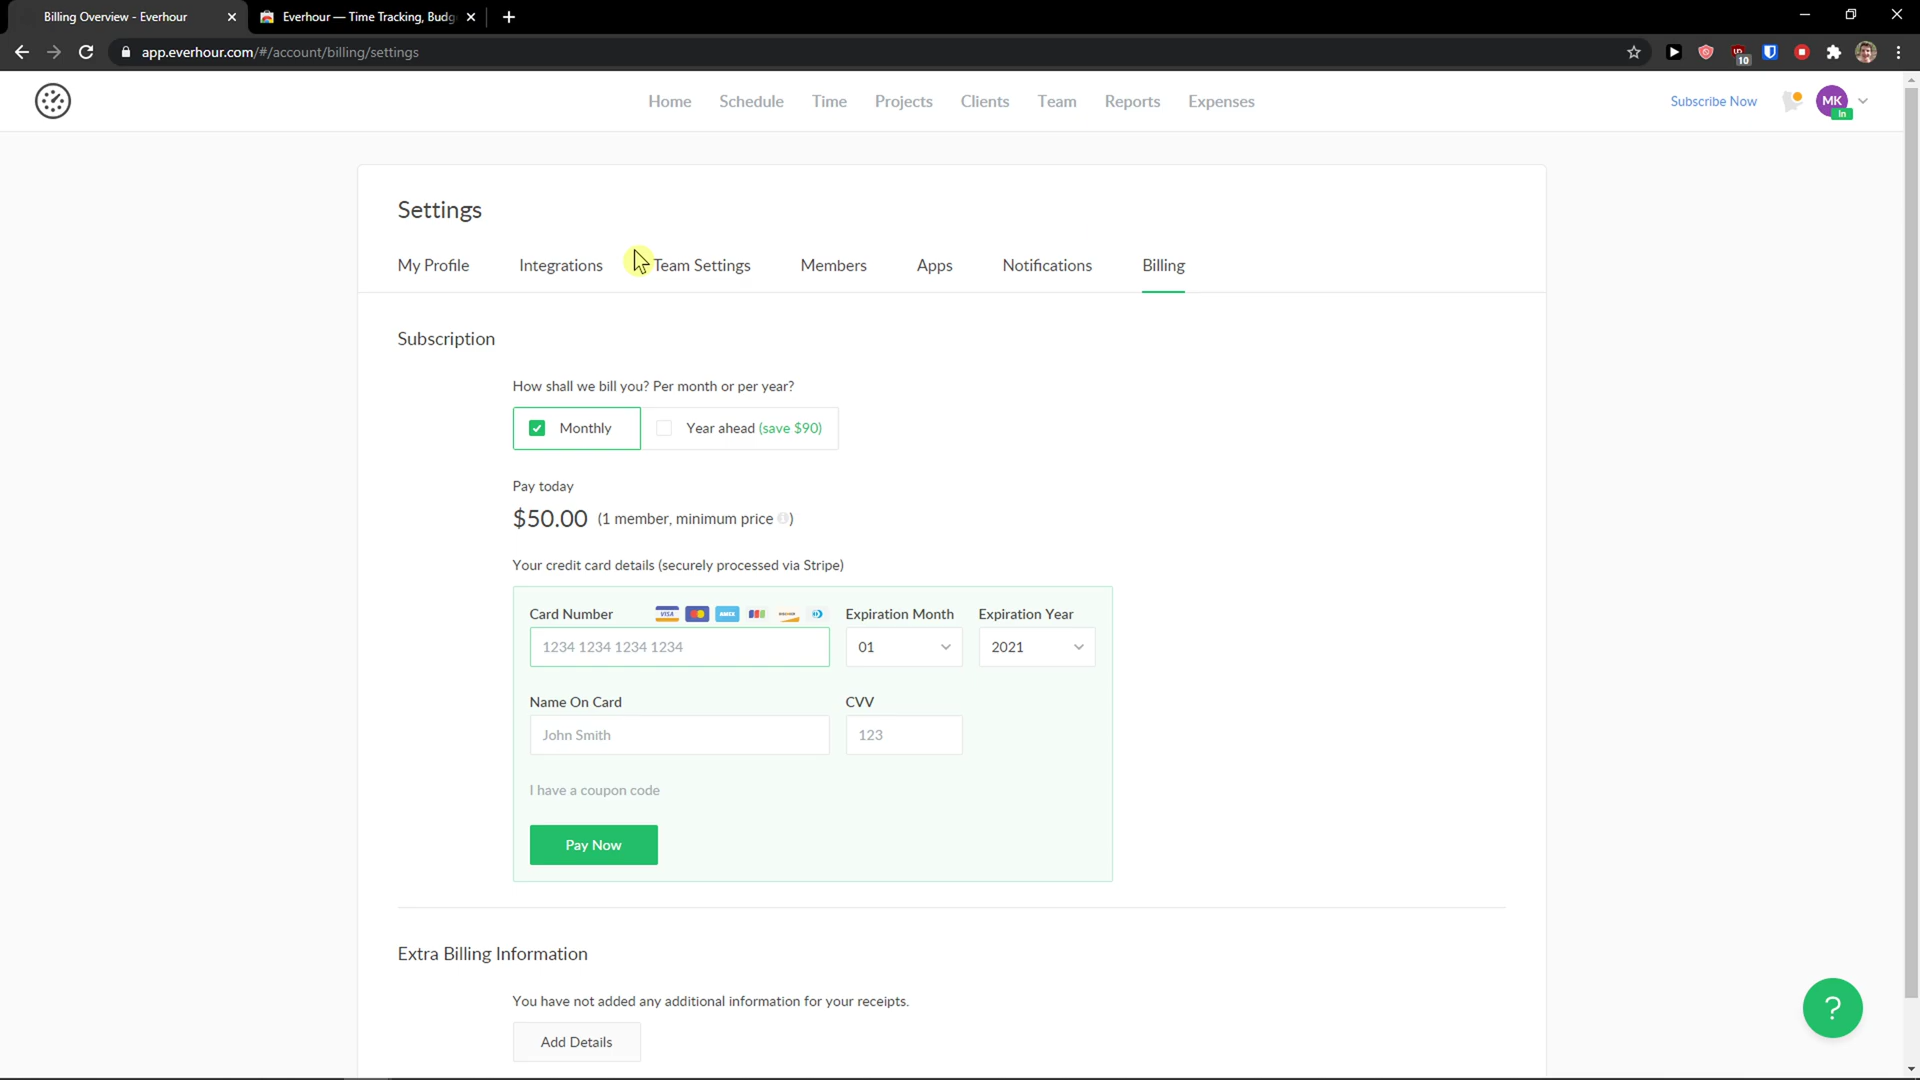 Billing Overview - Everhour
Everhour — Time Tracking, Budg
app.everhour.com/#/account/billing/settings
10
Home Schedule Time Projects Clients Team Reports Expenses
Subscribe Now
MK
In
Settings
My Profile Integrations Team Settings Members Apps Notifications Billing
Subscription
How shall we bill you? Per month or per year?
Monthly Year ahead (save $90)
Pay today
$50.00 (1 member, minimum price )
Your credit card details (securely processed via Stripe)
Card Number VISA AMEX Expiration Month Expiration Year
1234 1234 1234 1234 01 2021
Name On Card CVV
John Smith 123
I have a coupon code
Pay Now
Extra Billing Information
You have not added any additional information for your receipts.
Add Details
?